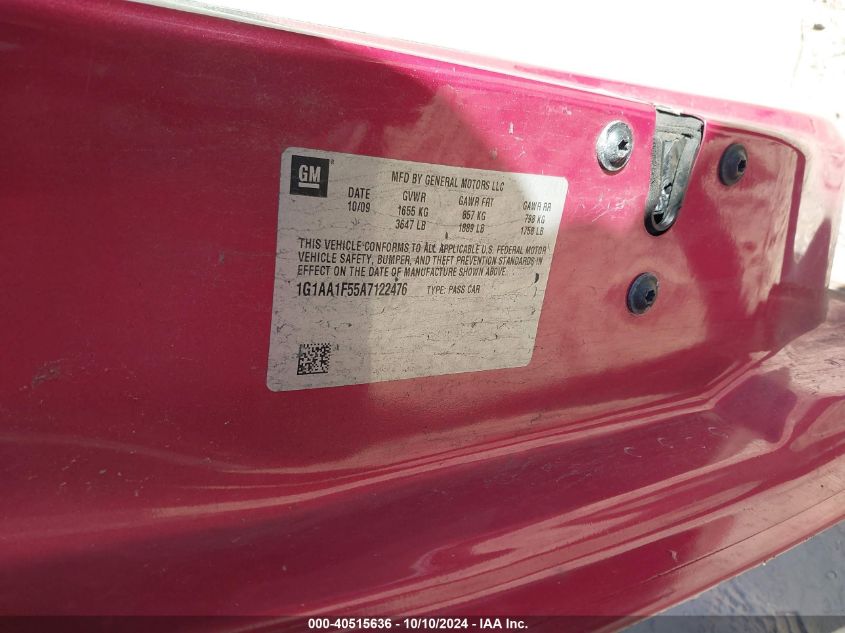 GM
MFD BY GENERAL MOTORS LLC
DATE GVWR GAWR FRT GAWR RR
10/09 1655 KG 857 KG 798 KG
3647 LB 1889 LB 1758 LB
THIS VEHICLE CONFORMS TO ALL APPLICABLE U.S. FEDERAL MOTOR
VEHICLE SAFETY, BUMPER, AND THEFT PREVENTION STANDARDS IN
EFFECT ON THE DATE OF MANUFACTURE SHOWN ABOVE.
1G1AA1F55A7122476 TYPE: PASS CAR
000-40515636 - 10/10/2024 - IAA Inc.